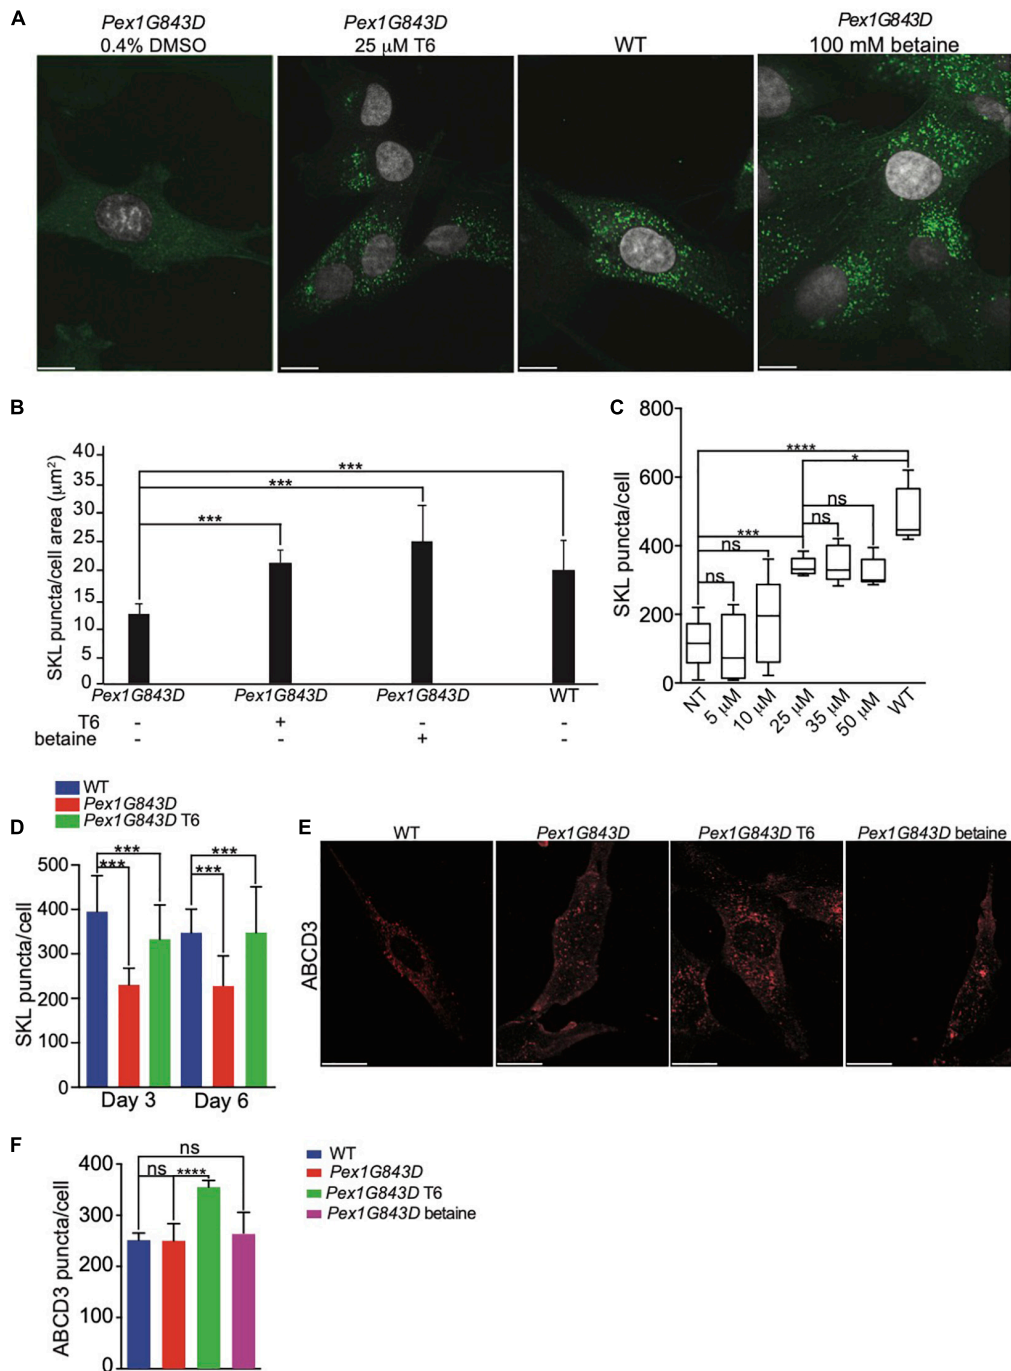 A
Pex1G843D
0.4% DMSO
Pex1G843D
25 μM T6
WT
Pex1G843D
100 mM betaine
B
SKL puncta/cell area (μm²)
40
35
30
25
20
15
10
5
0
***
***
***
Pex1G843D
Pex1G843D
Pex1G843D
WT
T6 - + - -
betaine - - + -
C
SKL puncta/cell
800
600
400
200
0
****
*
ns
ns
***
ns
ns
NT
5 μM
10 μM
25 μM
35 μM
50 μM
WT
WT
Pex1G843D
Pex1G843D T6
D
SKL puncta/cell
500
400
300
200
100
0
***
***
***
***
Day 3
Day 6
E
WT
Pex1G843D
Pex1G843D T6
Pex1G843D betaine
ABCD3
F
ABCD3 puncta/cell
400
300
200
100
0
ns
ns
****
WT
Pex1G843D
Pex1G843D T6
Pex1G843D betaine